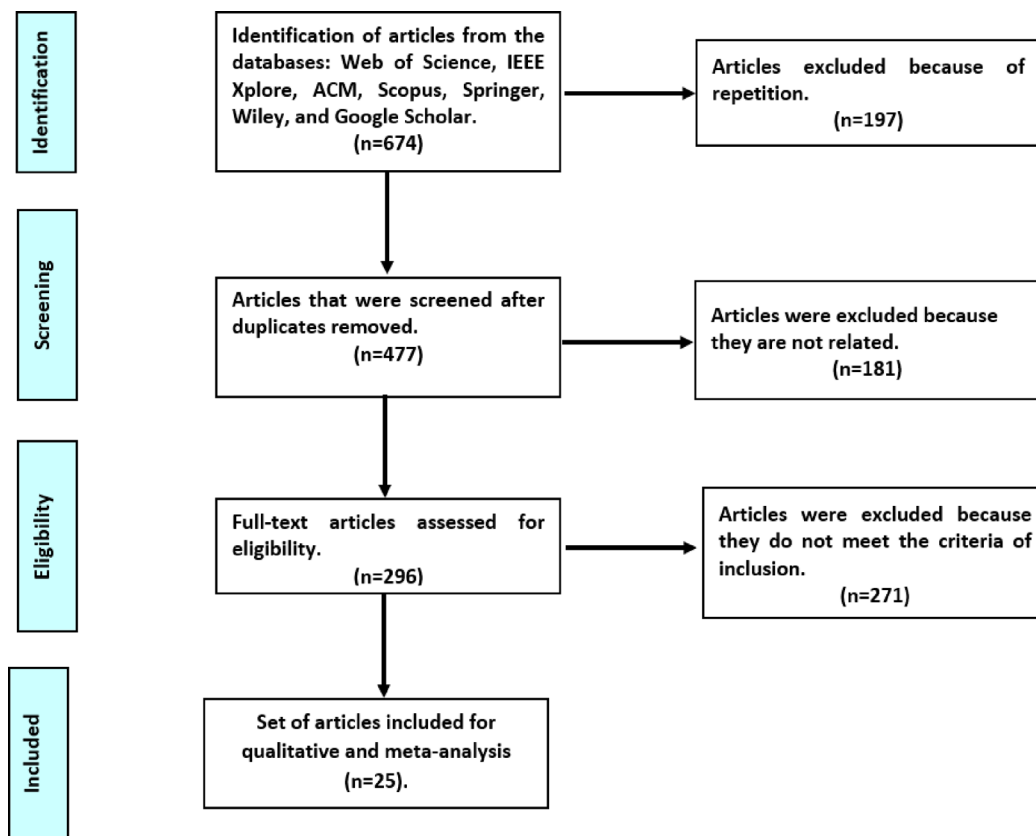 Identification
Identification of articles from the
databases: Web of Science, IEEE
Xplore, ACM, Scopus, Springer,
Wiley, and Google Scholar.
(n=674)
Articles excluded because of
repetition.
(n=197)
Screening
Articles that were screened after
duplicates removed.
(n=477)
Articles were excluded because
they are not related.
(n=181)
Eligibility
Full-text articles assessed for
eligibility.
(n=296)
Articles were excluded because
they do not meet the criteria of
inclusion.
(n=271)
Included
Set of articles included for
qualitative and meta-analysis
(n=25).